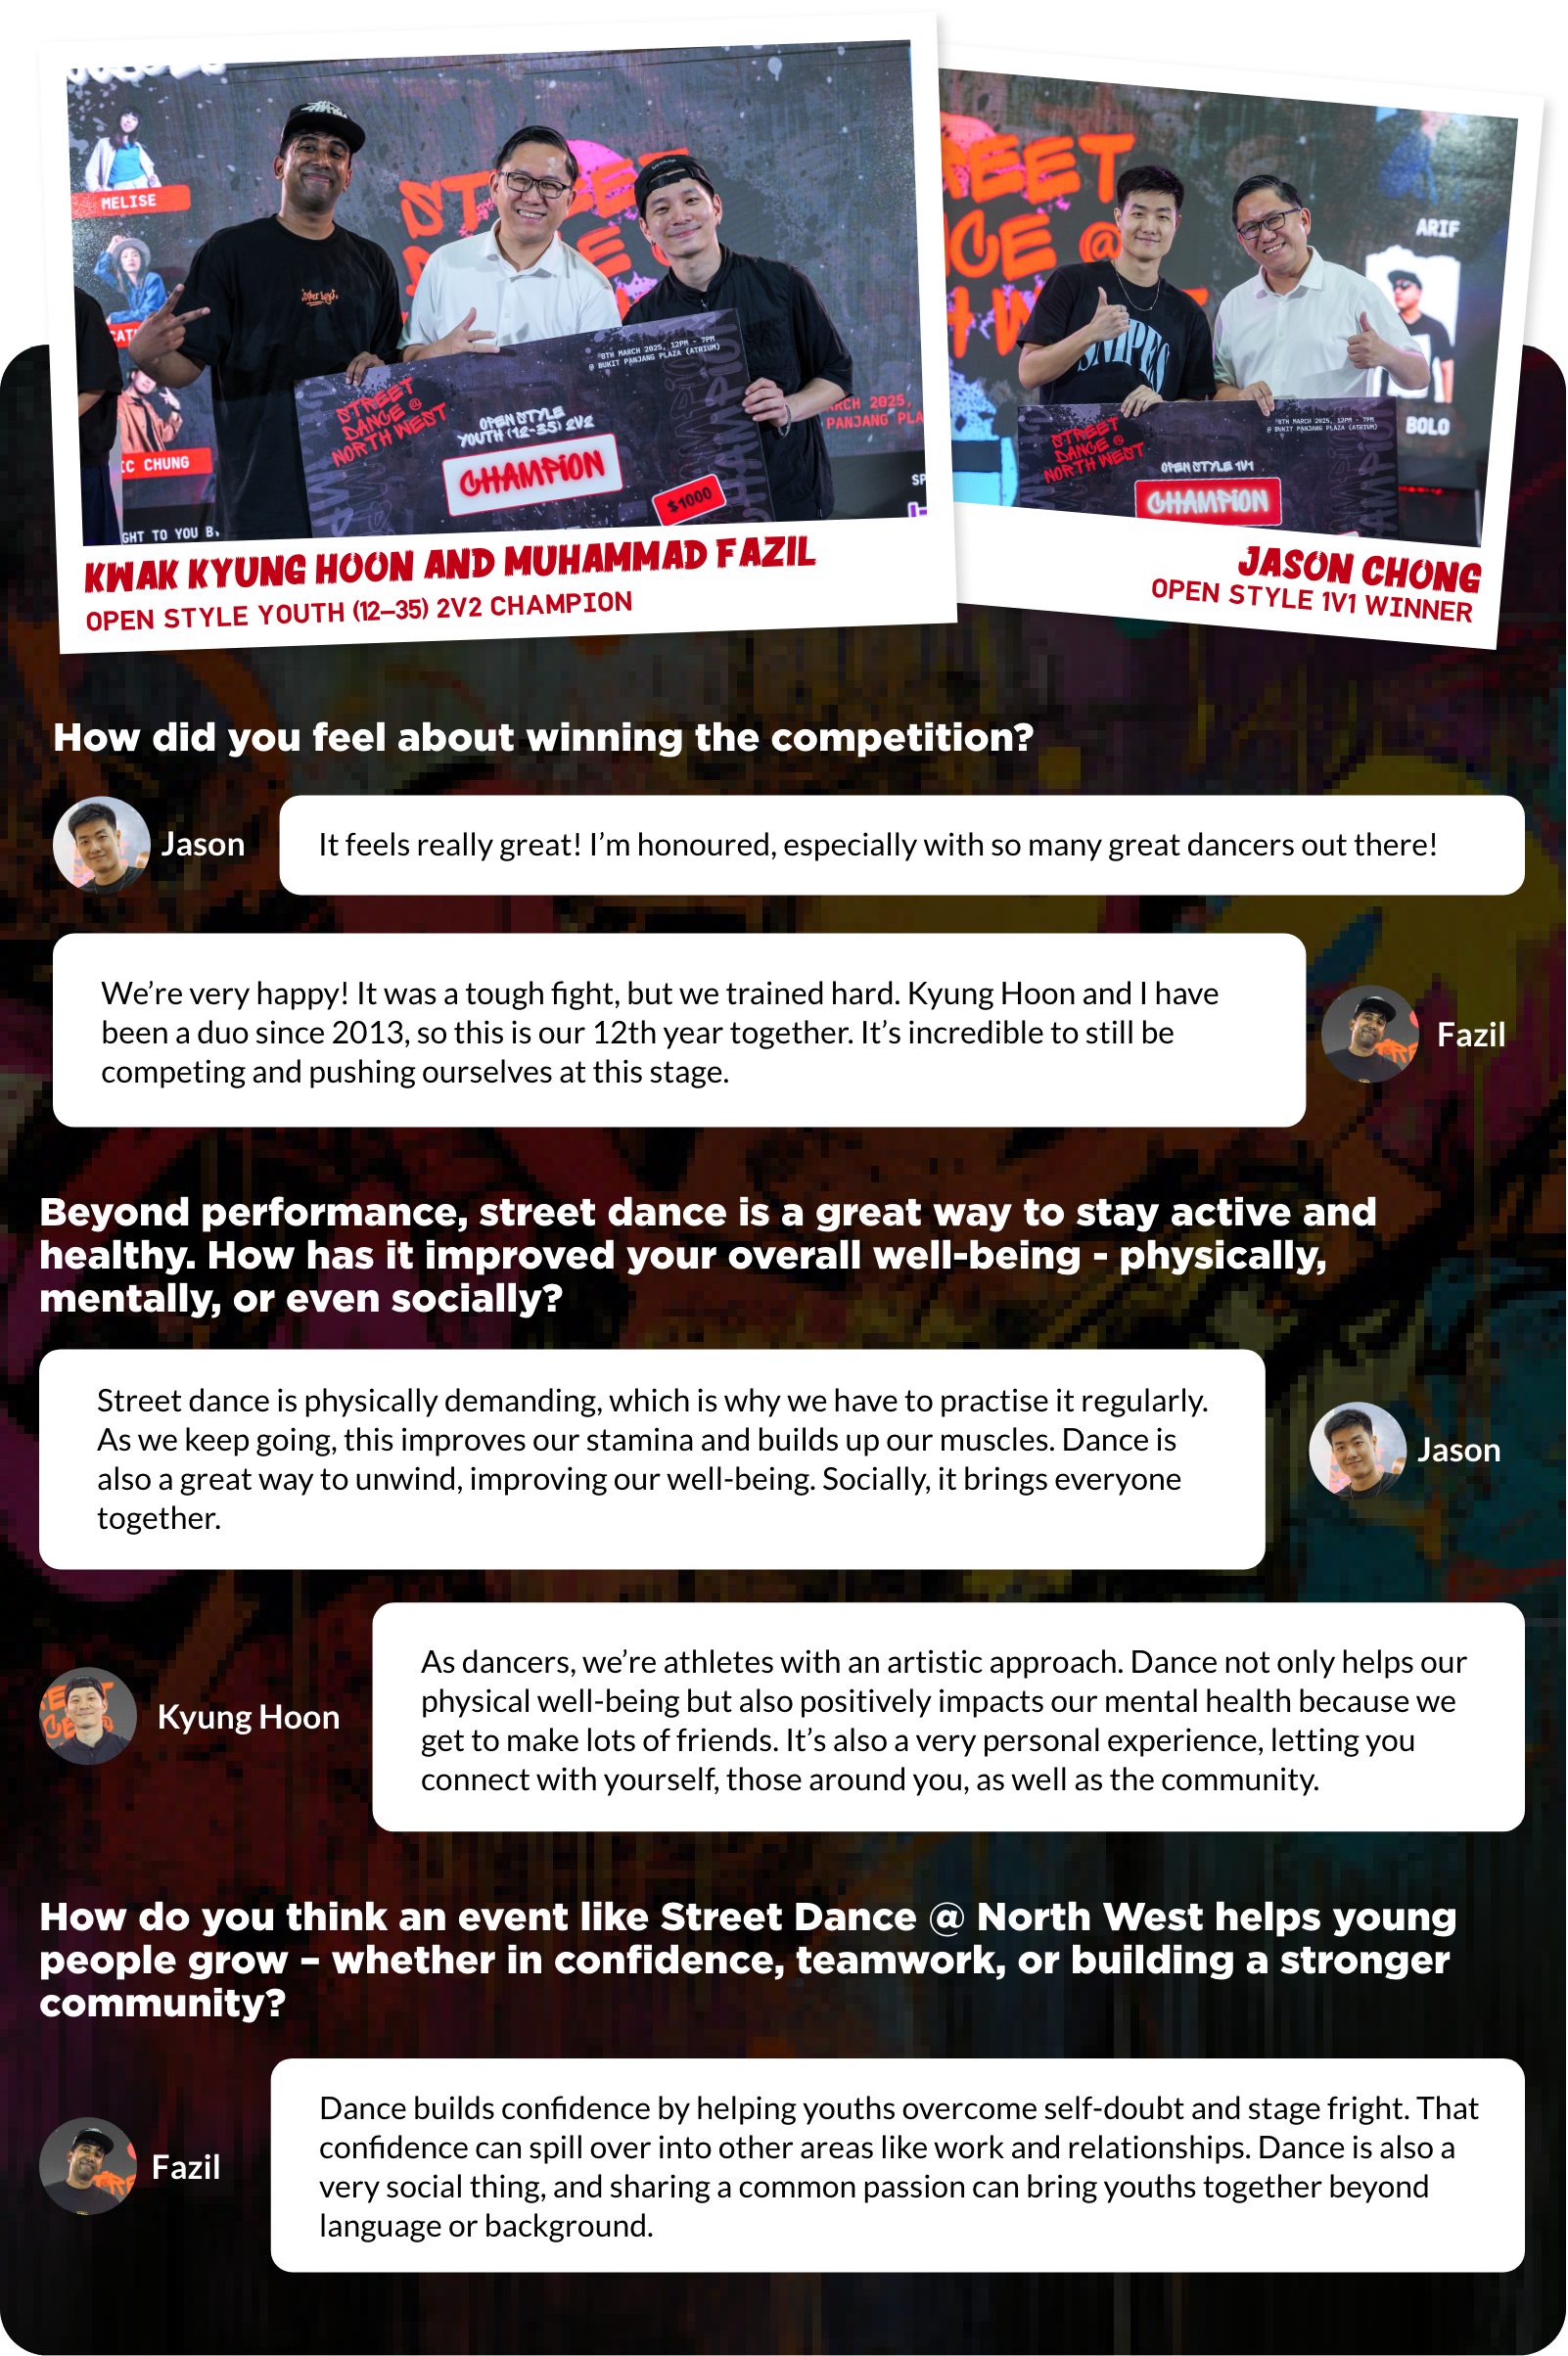 MELISE
STREET
DANCE @
IC CHUNG
GHT TO YOU B
8TH MARCH 2025, 12PM - 7PM
@ BUKIT PANJANG PLAZA (ATRIUM)
STREET
DANCE @
NORTH WEST
OPEN STYLE
YOUTH (12-35) 2V2
CHAMPION
$1000
RCH 2025,
PANJANG PLA
KWAK KYUNG HOON AND MUHAMMAD FAZIL
OPEN STYLE YOUTH (12–35) 2V2 CHAMPION
ARIF
BOLO
SNIPES
8TH MARCH 2025, 12PM - 7PM
@ BUKIT PANJANG PLAZA (ATRIUM)
STREET
DANCE @
NORTH WEST
OPEN STYLE 1V1
CHAMPION
JASON CHONG
OPEN STYLE 1V1 WINNER
How did you feel about winning the competition?
Jason
It feels really great! I’m honoured, especially with so many great dancers out there!
We’re very happy! It was a tough fight, but we trained hard. Kyung Hoon and I have
been a duo since 2013, so this is our 12th year together. It’s incredible to still be
competing and pushing ourselves at this stage.
Fazil
Beyond performance, street dance is a great way to stay active and
healthy. How has it improved your overall well-being - physically,
mentally, or even socially?
Street dance is physically demanding, which is why we have to practise it regularly.
As we keep going, this improves our stamina and builds up our muscles. Dance is
also a great way to unwind, improving our well-being. Socially, it brings everyone
together.
Jason
Kyung Hoon
As dancers, we’re athletes with an artistic approach. Dance not only helps our
physical well-being but also positively impacts our mental health because we
get to make lots of friends. It’s also a very personal experience, letting you
connect with yourself, those around you, as well as the community.
How do you think an event like Street Dance @ North West helps young
people grow – whether in confidence, teamwork, or building a stronger
community?
Fazil
Dance builds confidence by helping youths overcome self-doubt and stage fright. That
confidence can spill over into other areas like work and relationships. Dance is also a
very social thing, and sharing a common passion can bring youths together beyond
language or background.